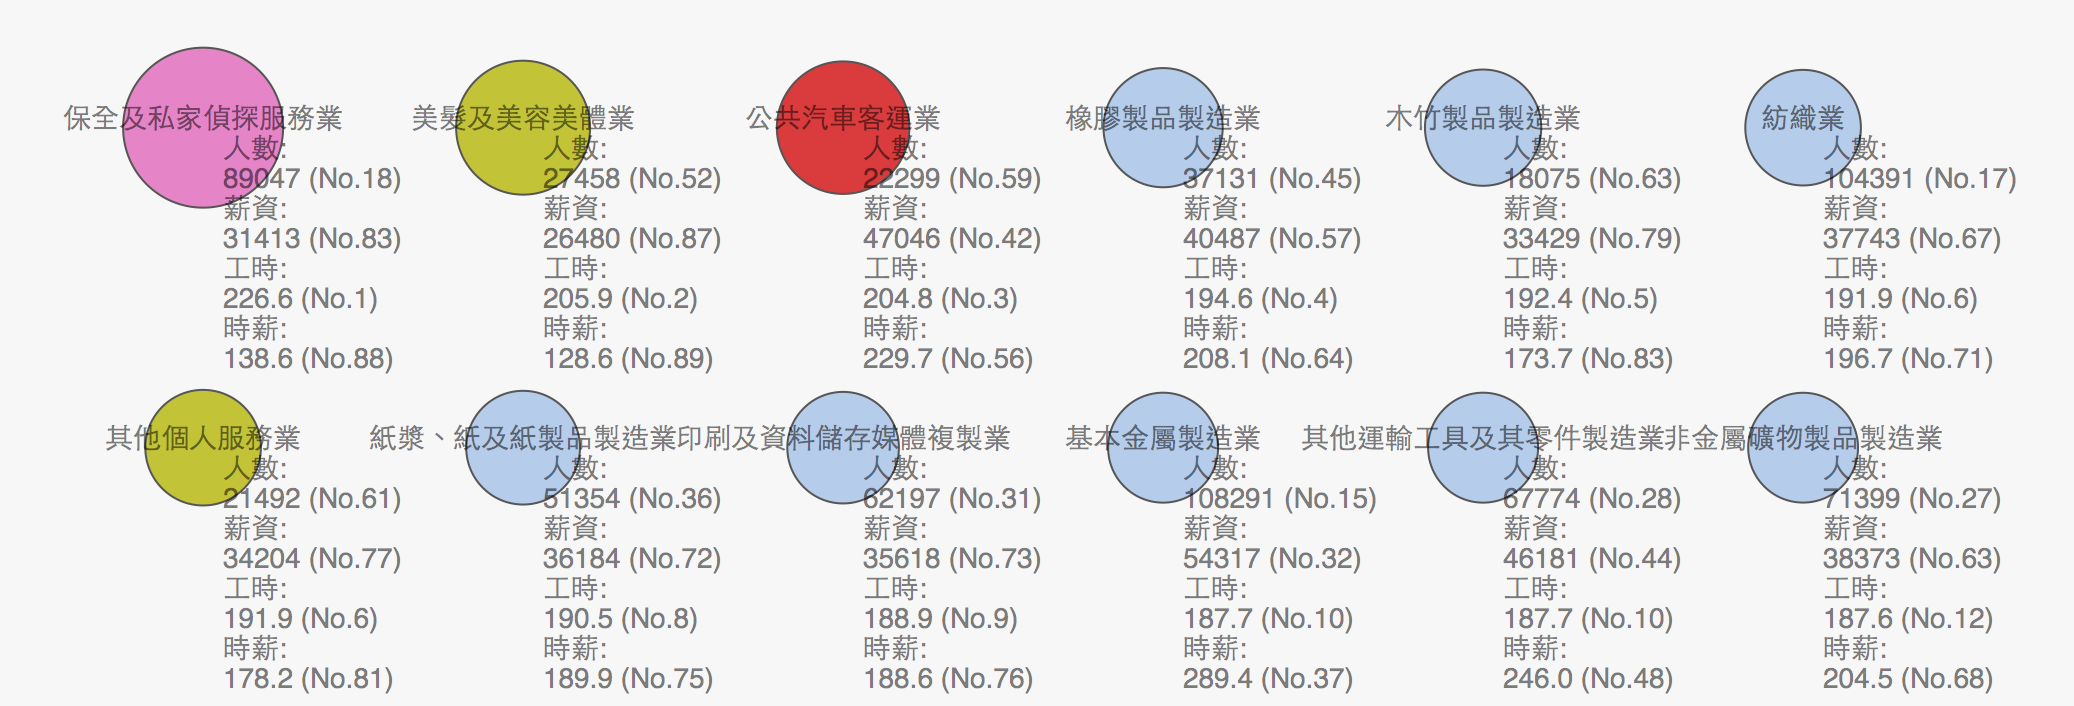 保全及私家偵探服務業
人數:
89047 (No.18)
薪資:
31413 (No.83)
工時:
226.6 (No.1)
時薪:
138.6 (No.88)
美髮及美容美體業
人數:
27458 (No.52)
薪資:
26480 (No.87)
工時:
205.9 (No.2)
時薪:
128.6 (No.89)
公共汽車客運業
人數:
22299 (No.59)
薪資:
47046 (No.42)
工時:
204.8 (No.3)
時薪:
229.7 (No.56)
橡膠製品製造業
人數:
37131 (No.45)
薪資:
40487 (No.57)
工時:
194.6 (No.4)
時薪:
208.1 (No.64)
木竹製品製造業
人數:
18075 (No.63)
薪資:
33429 (No.79)
工時:
192.4 (No.5)
時薪:
173.7 (No.83)
紡織業
人數:
104391 (No.17)
薪資:
37743 (No.67)
工時:
191.9 (No.6)
時薪:
196.7 (No.71)
其他個人服務業
人數:
21492 (No.61)
薪資:
34204 (No.77)
工時:
191.9 (No.6)
時薪:
178.2 (No.81)
紙漿、紙及紙製品製造業
人數:
51354 (No.36)
薪資:
36184 (No.72)
工時:
190.5 (No.8)
時薪:
189.9 (No.75)
印刷及資料儲存媒體複製業
人數:
62197 (No.31)
薪資:
35618 (No.73)
工時:
188.9 (No.9)
時薪:
188.6 (No.76)
基本金屬製造業
人數:
108291 (No.15)
薪資:
54317 (No.32)
工時:
187.7 (No.10)
時薪:
289.4 (No.37)
其他運輸工具及其零件製造業
人數:
67774 (No.28)
薪資:
46181 (No.44)
工時:
187.7 (No.10)
時薪:
246.0 (No.48)
非金屬礦物製品製造業
人數:
71399 (No.27)
薪資:
38373 (No.63)
工時:
187.6 (No.12)
時薪:
204.5 (No.68)